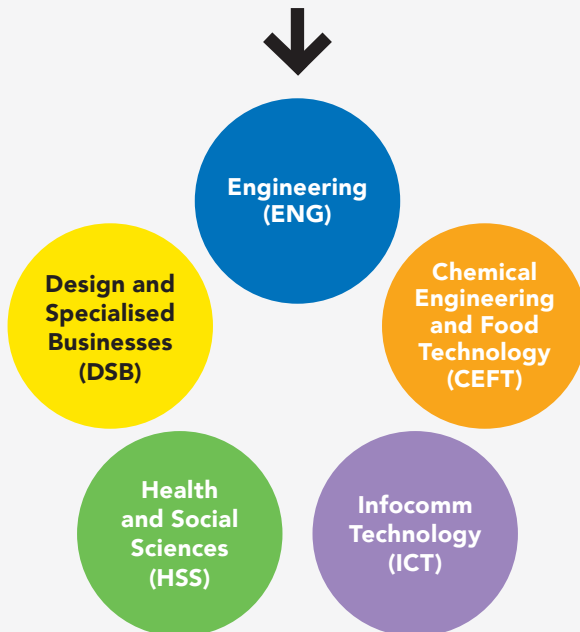 Engineering
(ENG)
Design and
Specialised
Businesses
(DSB)
Chemical
Engineering
and Food
Technology
(CEFT)
Health
and Social
Sciences
(HSS)
Infocomm
Technology
(ICT)